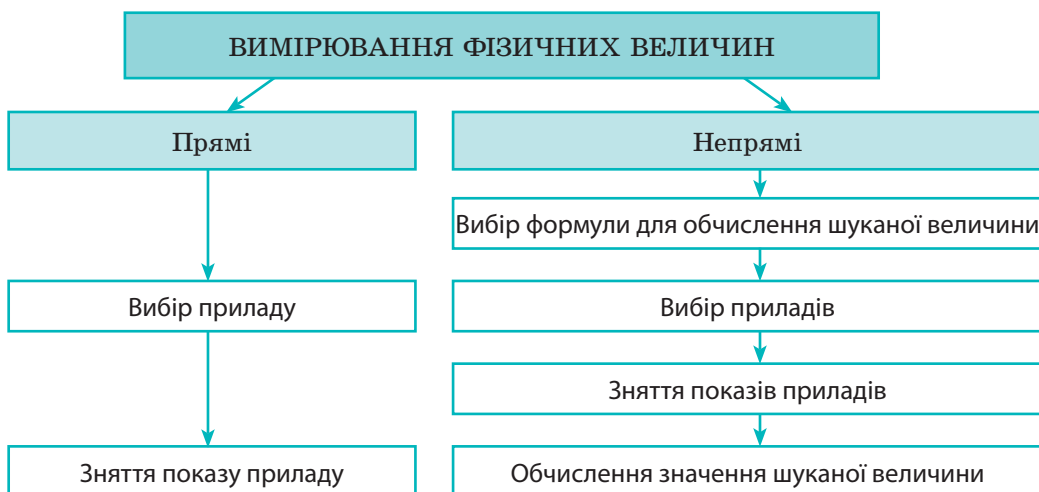 ВИМІРЮВАННЯ ФІЗИЧНИХ ВЕЛИЧИН
Прямі
Вибір приладу
Зняття показу приладу
Непрямі
Вибір формули для обчислення шуканої величини
Вибір приладів
Зняття показів приладів
Обчислення значення шуканої величини